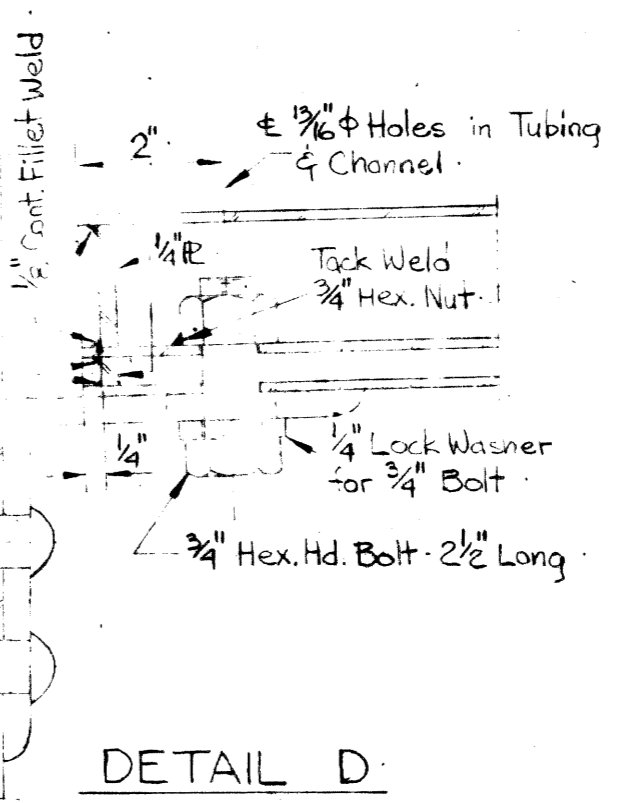 1/8" Cont. Fillet Weld
2"
℄ 13/16" ϕ Holes in Tubing
& Channel.
1/4" ℙL
Tack Weld
3/4" Hex. Nut.
1/4"
1/4" Lock Washer
for 3/4" Bolt.
3/4" Hex. Hd. Bolt - 2 1/2" Long.
DETAIL D.